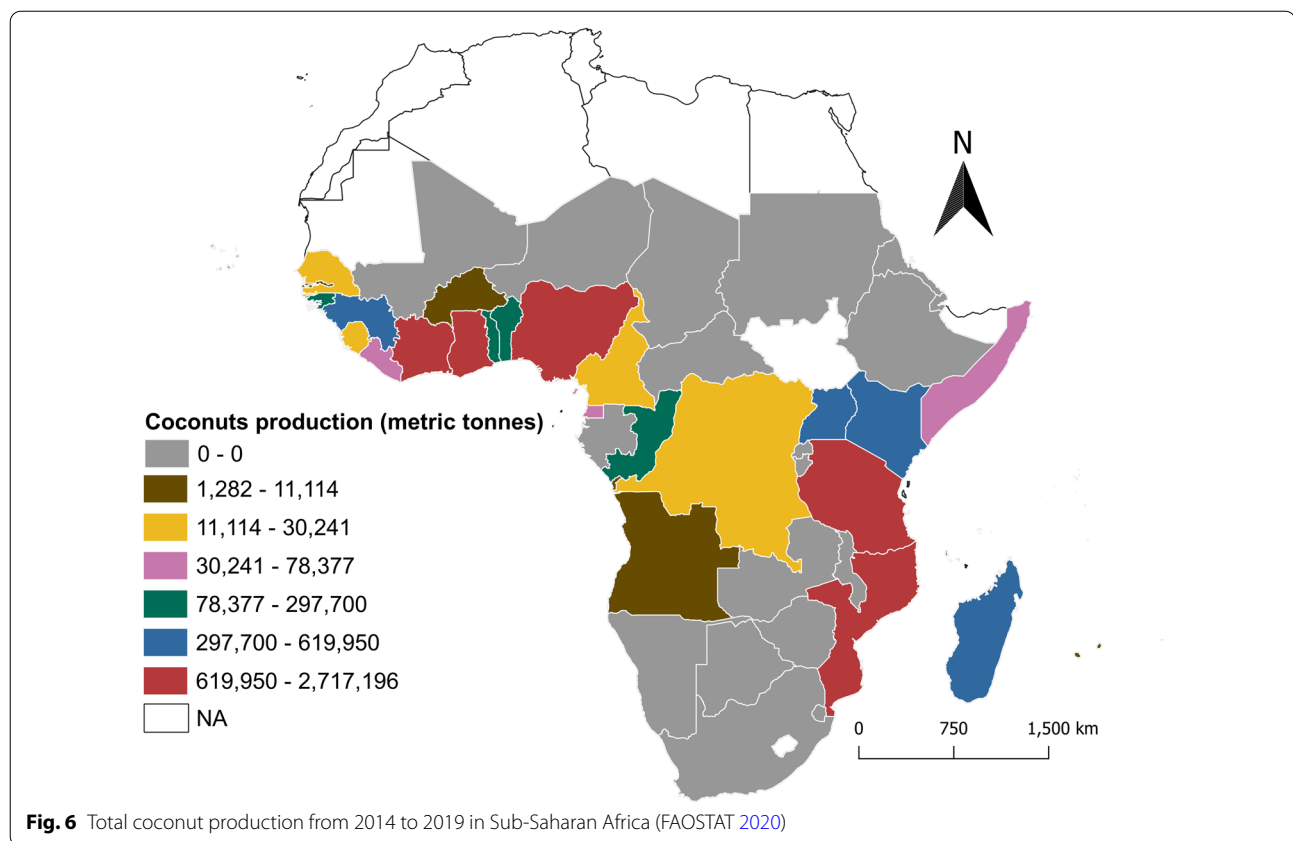 N
Coconuts production (metric tonnes)
0 - 0
1,282 - 11,114
11,114 - 30,241
30,241 - 78,377
78,377 - 297,700
297,700 - 619,950
619,950 - 2,717,196
NA
0 750 1,500 km
Fig. 6 Total coconut production from 2014 to 2019 in Sub-Saharan Africa (FAOSTAT 2020)